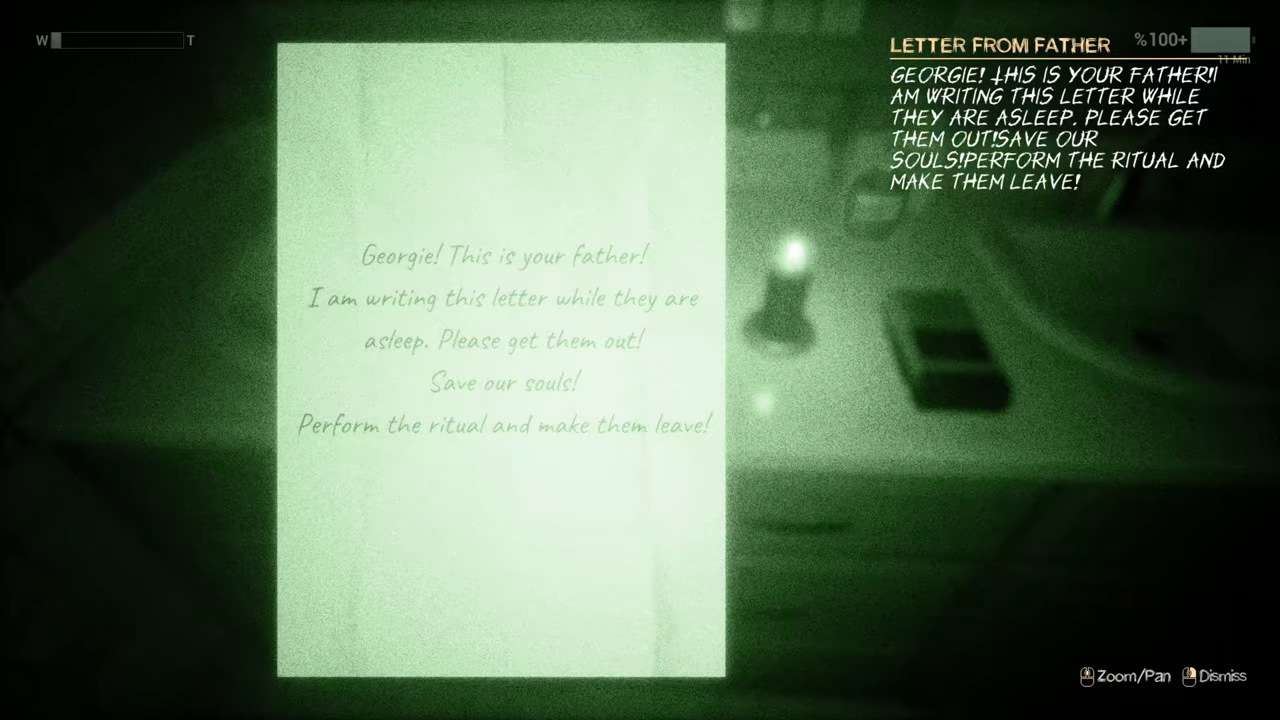 W
T
LETTER FROM FATHER
%100+
11 Min
GEORGIE! THIS IS YOUR FATHER!I
AM WRITING THIS LETTER WHILE
THEY ARE ASLEEP. PLEASE GET
THEM OUT!SAVE OUR
SOULS!PERFORM THE RITUAL AND
MAKE THEM LEAVE!
Georgie! This is your father!
I am writing this letter while they are
asleep. Please get them out!
Save our souls!
Perform the ritual and make them leave!
Zoom/Pan
Dismiss